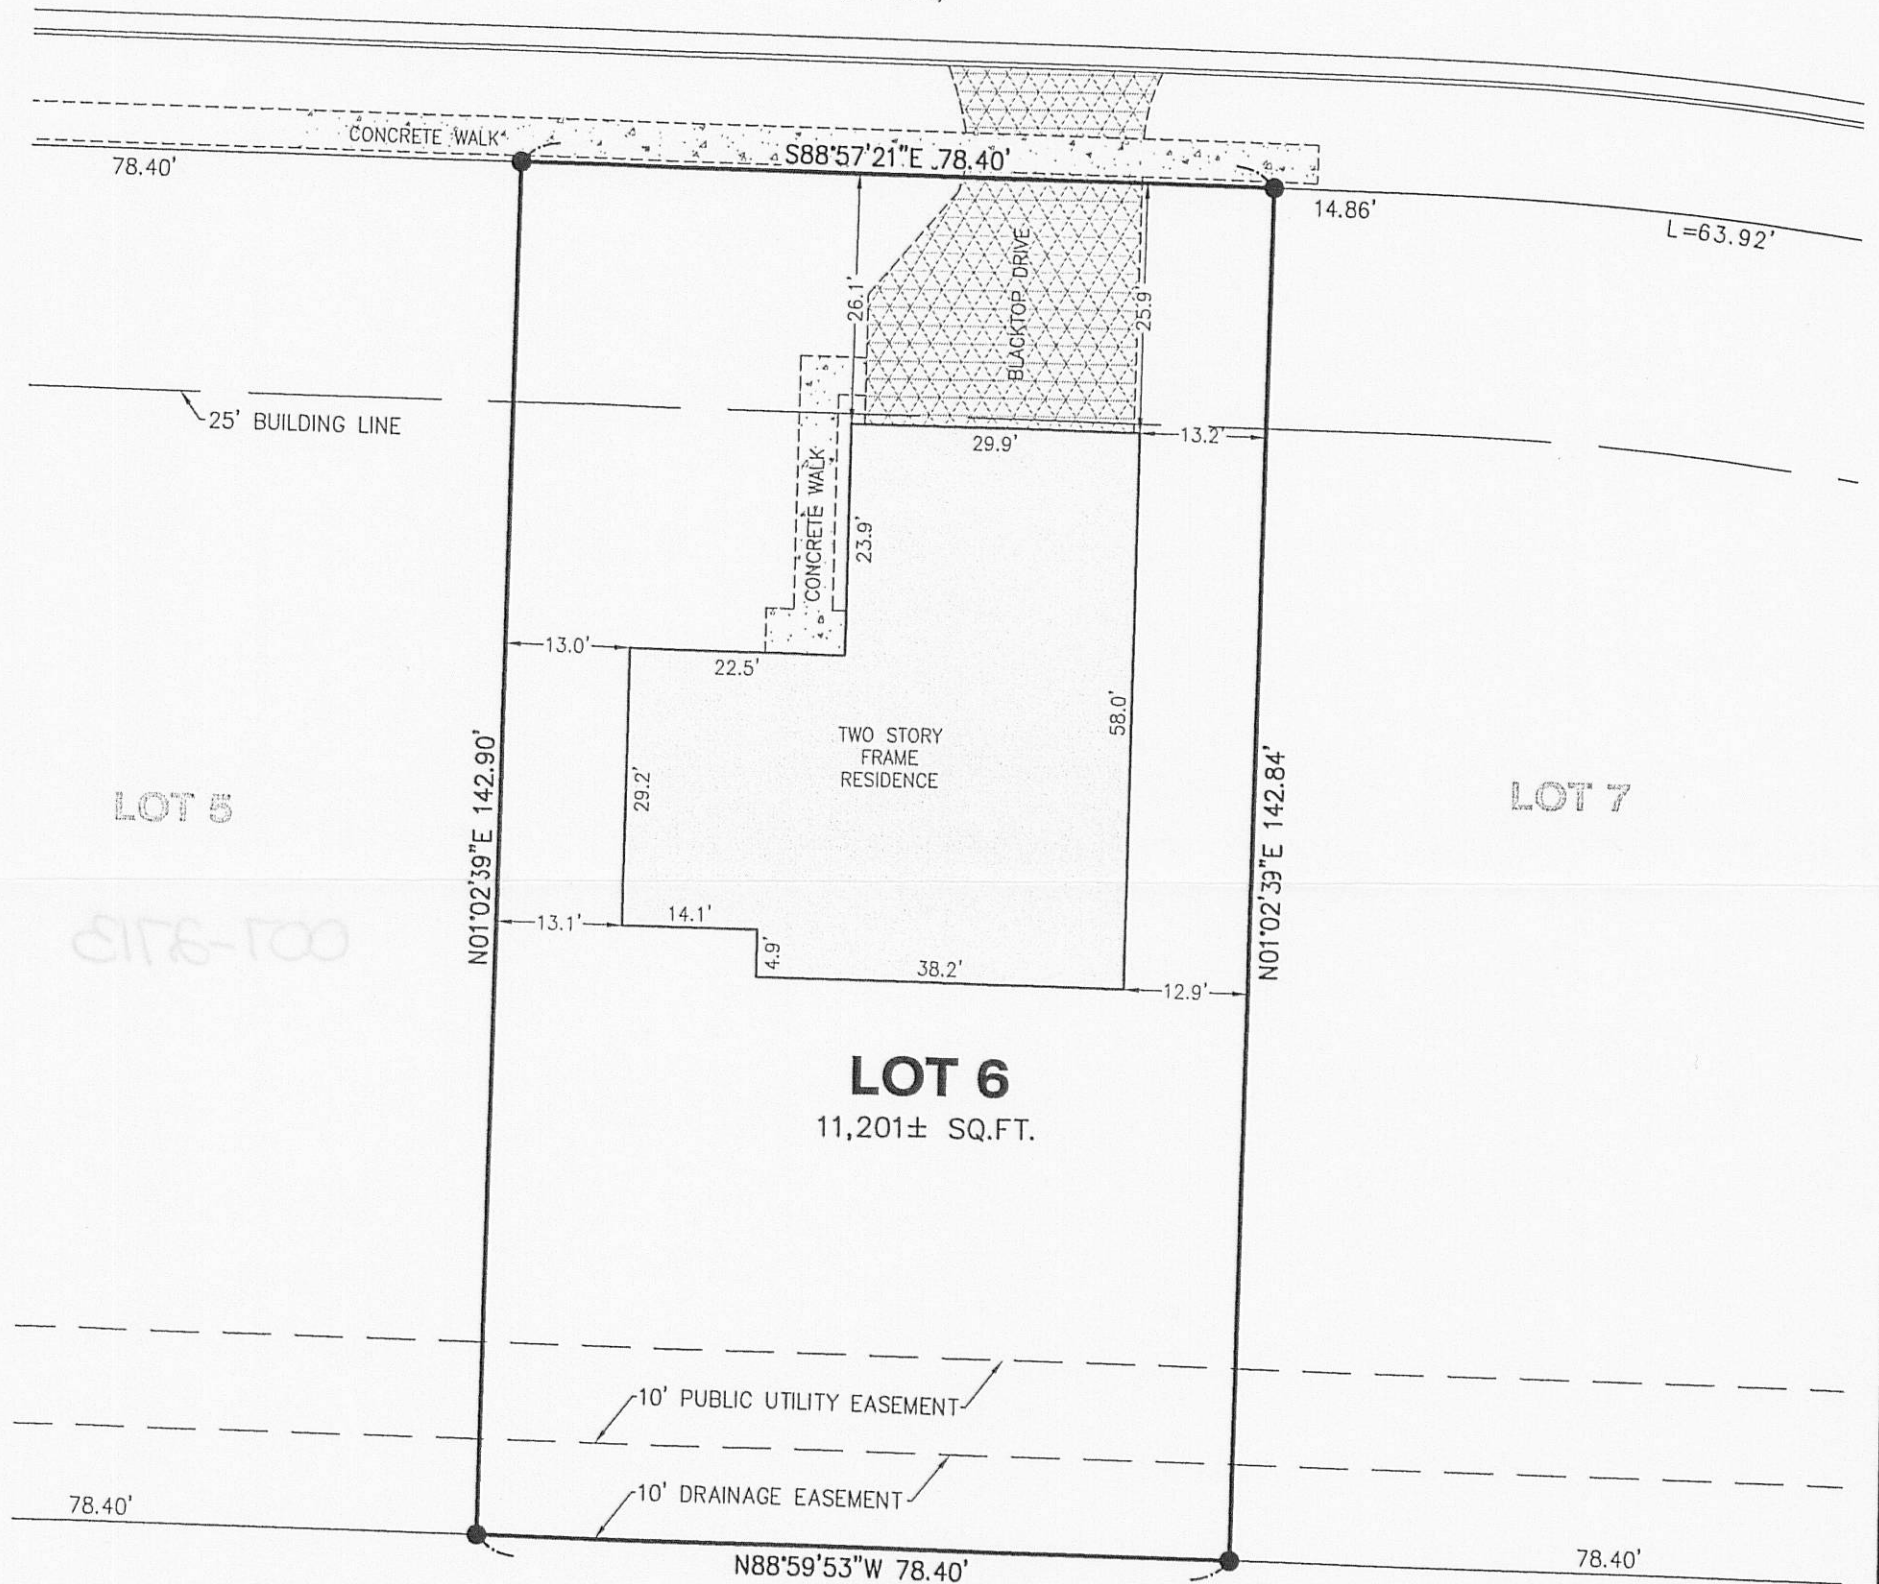 CONCRETE WALK
S88°57'21"E 78.40'
78.40'
14.86'
L=63.92'
26.1'
BLACKTOP DRIVE
25.9'
25' BUILDING LINE
29.9'
13.2'
CONCRETE WALK
23.9'
13.0'
22.5'
58.0'
TWO STORY
FRAME
RESIDENCE
29.2'
N01°02'39"E 142.90'
N01°02'39"E 142.84'
LOT 5
LOT 7
13.1'
14.1'
4.9'
38.2'
12.9'
LOT 6
11,201± SQ.FT.
10' PUBLIC UTILITY EASEMENT
10' DRAINAGE EASEMENT
78.40'
N88°59'53"W 78.40'
78.40'